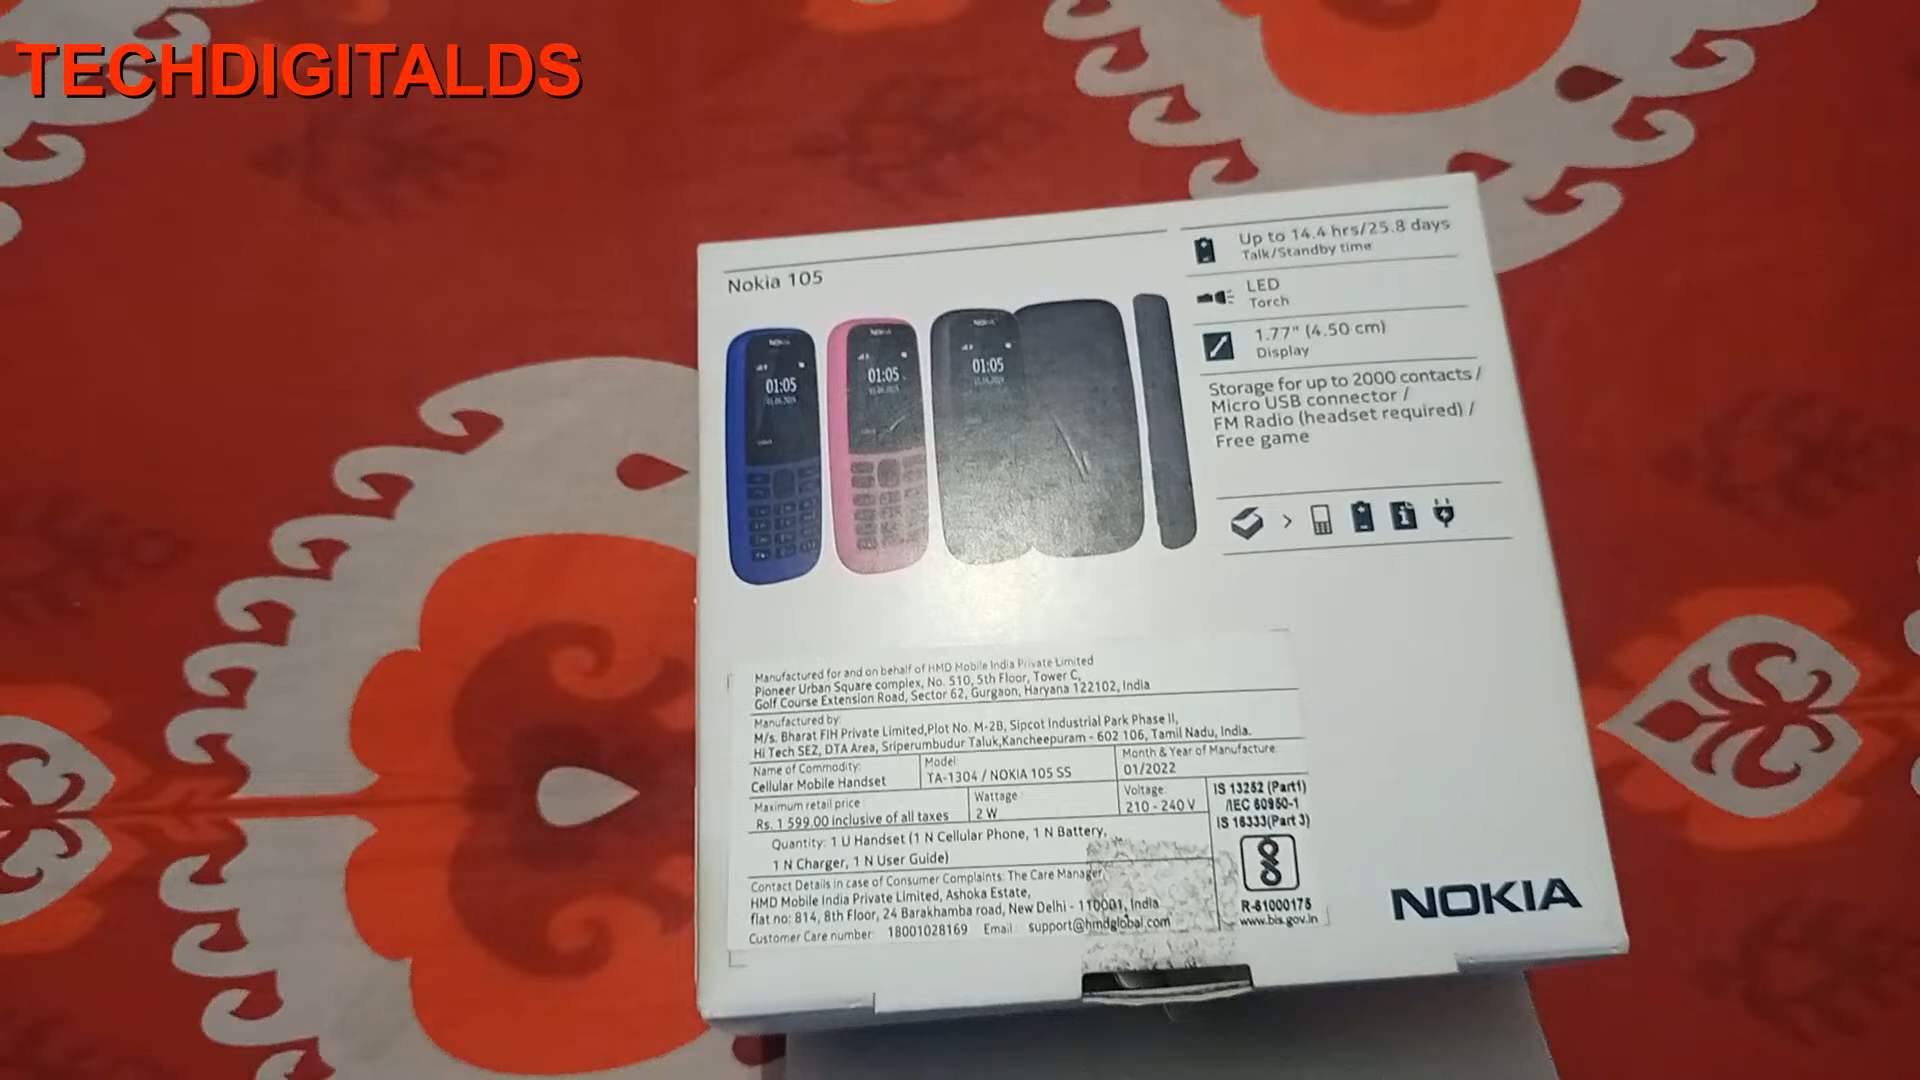 TECHDIGITALDS
Nokia 105
Up to 14.4 hrs/25.8 days
Talk/Standby time
LED
Torch
1.77" (4.50 cm)
Display
Storage for up to 2000 contacts /
Micro USB connector /
FM Radio (headset required) /
Free game
NOKIA
01:05
NOKIA
01:05
NOKIA
01:05
Manufactured for and on behalf of HMD Mobile India Private Limited
Pioneer Urban Square complex, No. 510, 5th Floor, Tower C,
Golf Course Extension Road, Sector 62, Gurgaon, Haryana 122102, India
Manufactured by:
M/s. Bharat FIH Private Limited,Plot No. M-2B, Sipcot Industrial Park Phase II,
Hi Tech SEZ, DTA Area, Sriperumbudur Taluk,Kancheepuram - 602 106, Tamil Nadu, India.
Name of Commodity:
Cellular Mobile Handset
Model:
TA-1304 / NOKIA 105 SS
Month & Year of Manufacture
01/2022
Maximum retail price
Rs. 1 599.00 inclusive of all taxes
Wattage
2 W
Voltage:
210 - 240 V
IS 13252 (Part1)
/IEC 60950-1
IS 16333(Part 3)
Quantity: 1 U Handset (1 N Cellular Phone, 1 N Battery,
1 N Charger, 1 N User Guide)
Contact Details in case of Consumer Complaints: The Care Manager
HMD Mobile India Private Limited, Ashoka Estate,
flat no: 814, 8th Floor, 24 Barakhamba road, New Delhi - 110001, India
Customer Care number: 18001028169 Email: support@hmdglobal.com
R-61000175
www.bis.gov.in
NOKIA